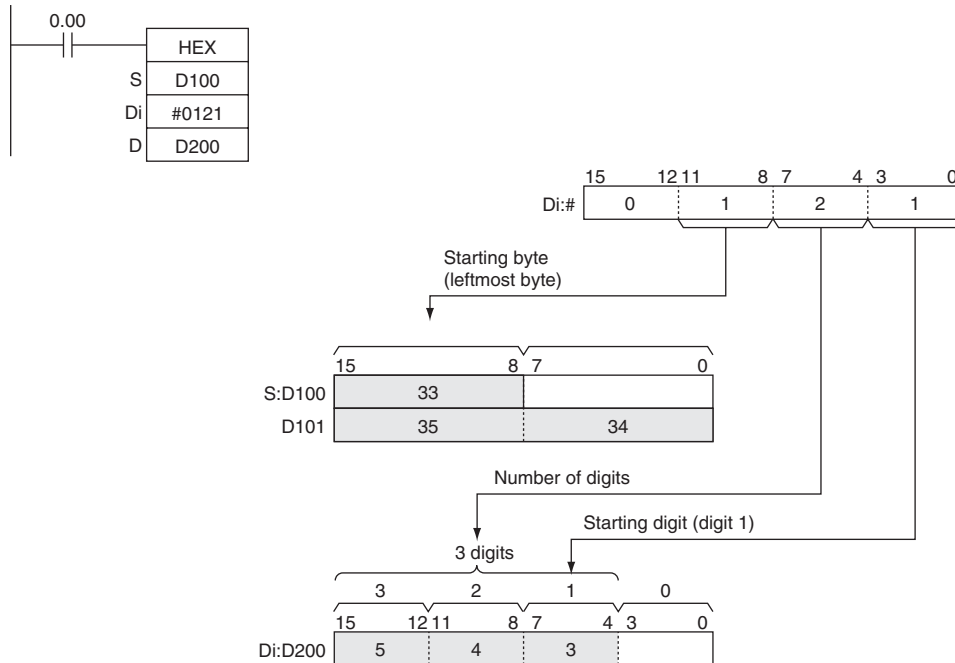 0.00
HEX
S D100
Di #0121
D D200
15 12 11 8 7 4 3 0
Di:# 0 1 2 1
Starting byte
(leftmost byte)
15 8 7 0
S:D100 33
D101 35 34
Number of digits
Starting digit (digit 1)
3 digits
3 2 1 0
15 12 11 8 7 4 3 0
Di:D200 5 4 3